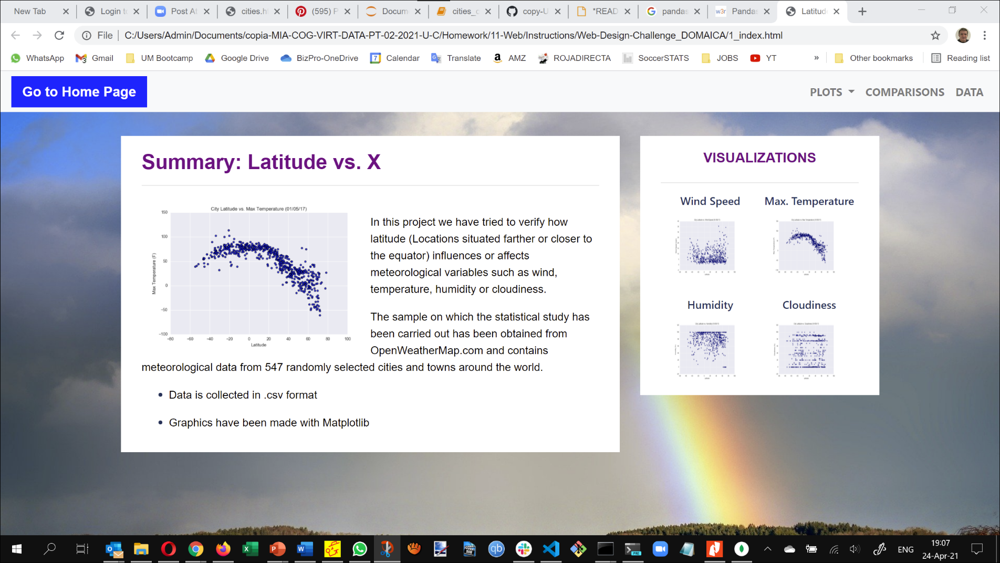 New Tab
Login to
Post At
cities.h
(595) P
Docum
cities_c
copy-U
*READ
pandas
w3r Pandas
Latitud
File | C:/Users/Admin/Documents/copia-MIA-COG-VIRT-DATA-PT-02-2021-U-C/Homework/11-Web/Instructions/Web-Design-Challenge_DOMAICA/1_index.html
WhatsApp
Gmail
UM Bootcamp
Google Drive
BizPro-OneDrive
7 Calendar
Translate
a AMZ
ROJADIRECTA
SoccerSTATS
JOBS
YT
»
Other bookmarks
Reading list
Go to Home Page
PLOTS
COMPARISONS
DATA
Summary: Latitude vs. X
City Latitude vs. Max Temperature (01/05/17)
150
100
50
0
−50
−100
Max Temperature (F)
−80 −60 −40 −20 0 20 40 60 80 100
Latitude
In this project we have tried to verify how
latitude (Locations situated farther or closer to
the equator) influences or affects
meteorological variables such as wind,
temperature, humidity or cloudiness.
The sample on which the statistical study has
been carried out has been obtained from
OpenWeatherMap.com and contains
meteorological data from 547 randomly selected cities and towns around the world.
• Data is collected in .csv format
• Graphics have been made with Matplotlib
VISUALIZATIONS
Wind Speed
Max. Temperature
Humidity
Cloudiness
ENG
19:07
24-Apr-21